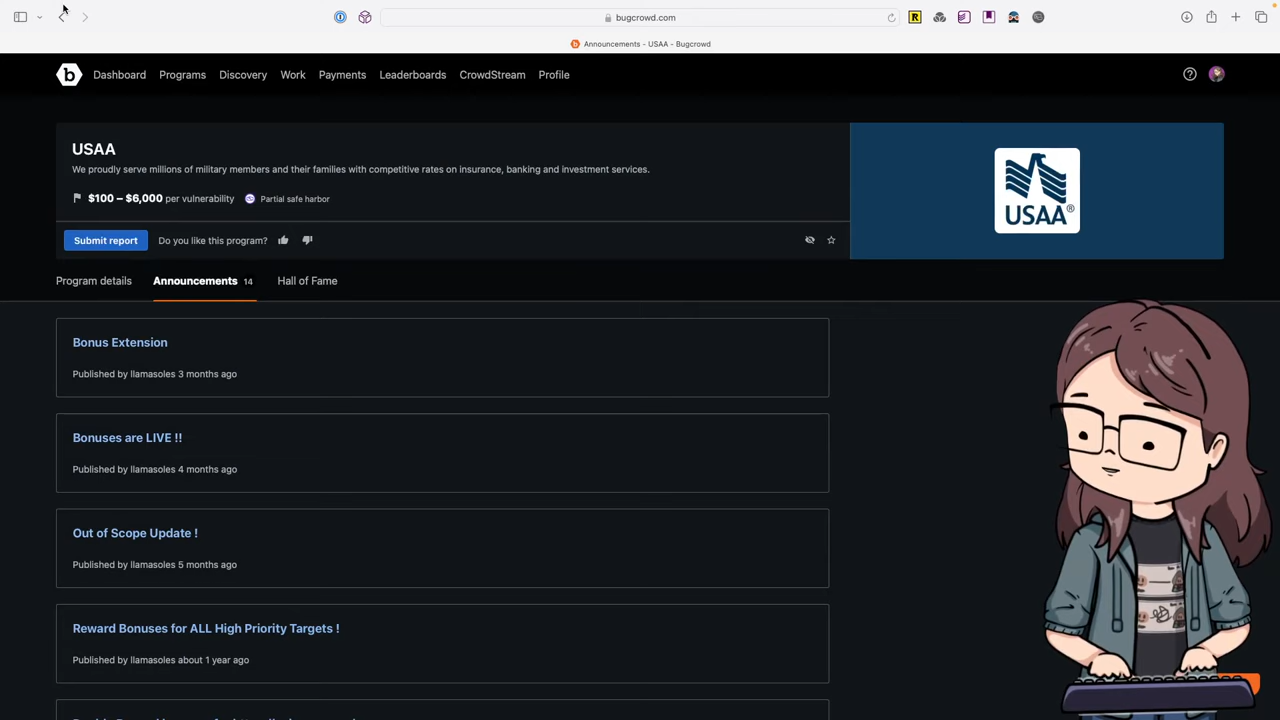 bugcrowd.com
Announcements - USAA - Bugcrowd
Dashboard Programs Discovery Work Payments Leaderboards CrowdStream Profile
USAA
We proudly serve millions of military members and their families with competitive rates on insurance, banking and investment services.
$100 – $6,000 per vulnerability Partial safe harbor
USAA®
Submit report Do you like this program?
Program details Announcements 14 Hall of Fame
Bonus Extension
Published by llamasoles 3 months ago
Bonuses are LIVE !!
Published by llamasoles 4 months ago
Out of Scope Update !
Published by llamasoles 5 months ago
Reward Bonuses for ALL High Priority Targets !
Published by llamasoles about 1 year ago